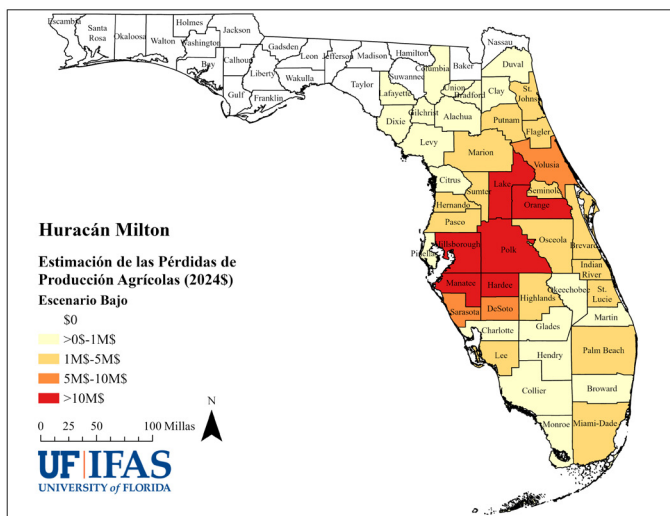 Escambia
Santa
Rosa
Okaloosa
Walton
Holmes
Washington
Jackson
Bay
Calhoun
Gulf
Liberty
Gadsden
Franklin
Leon
Wakulla
Jefferson
Madison
Taylor
Hamilton
Suwannee
Lafayette
Dixie
Columbia
Gilchrist
Levy
Baker
Union
Bradford
Alachua
Nassau
Duval
Clay
St.
Johns
Putnam
Flagler
Marion
Volusia
Citrus
Sumter
Lake
Seminole
Hernando
Orange
Pasco
Pinellas
Hillsborough
Polk
Osceola
Brevard
Indian
River
Manatee
Hardee
Highlands
Okeechobee
St.
Lucie
Sarasota
DeSoto
Martin
Charlotte
Glades
Lee
Hendry
Palm Beach
Collier
Broward
Monroe
Miami-Dade
Huracán Milton
Estimación de las Pérdidas de
Producción Agrícolas (2024$)
Escenario Bajo
$0
>0$-1M$
1M$-5M$
5M$-10M$
>10M$
0 25 50 100 Millas
N
UF|IFAS
UNIVERSITY of FLORIDA